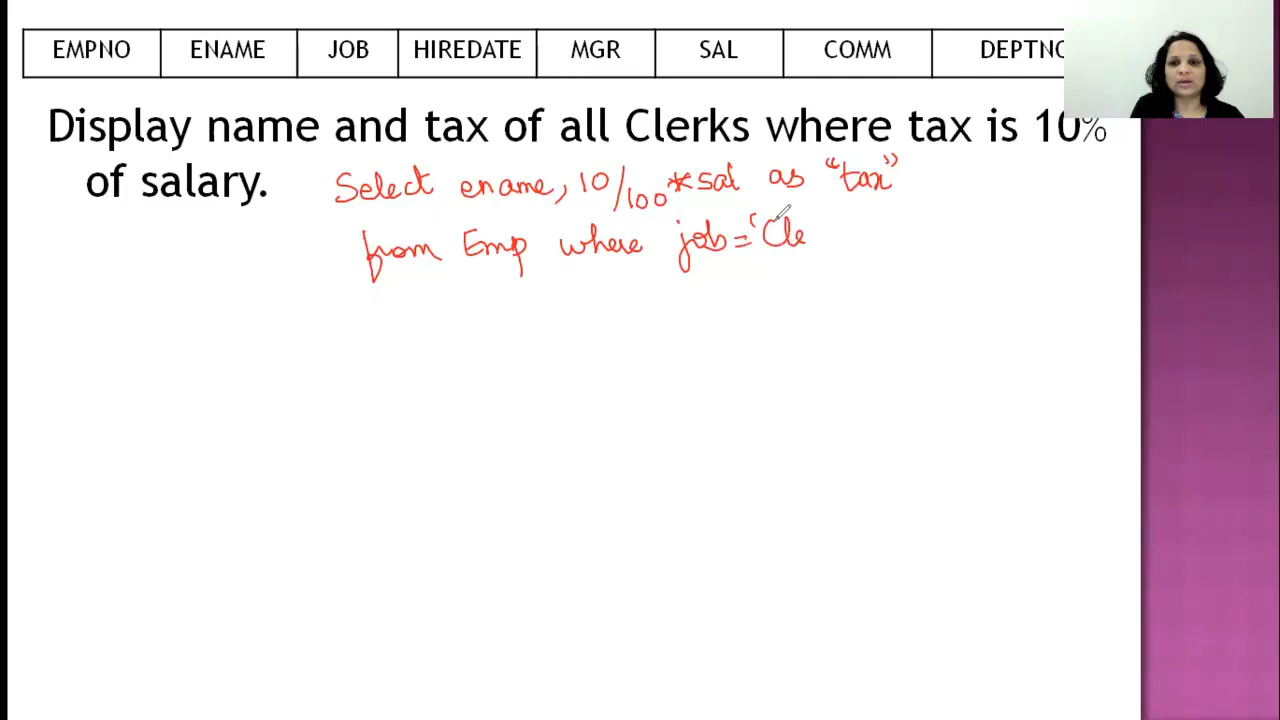 EMPNO ENAME JOB HIREDATE MGR SAL COMM DEPTNO
Display name and tax of all Clerks where tax is 10%
of salary.
Select ename, 10/100*sal as "tax"
from Emp where job='Cle